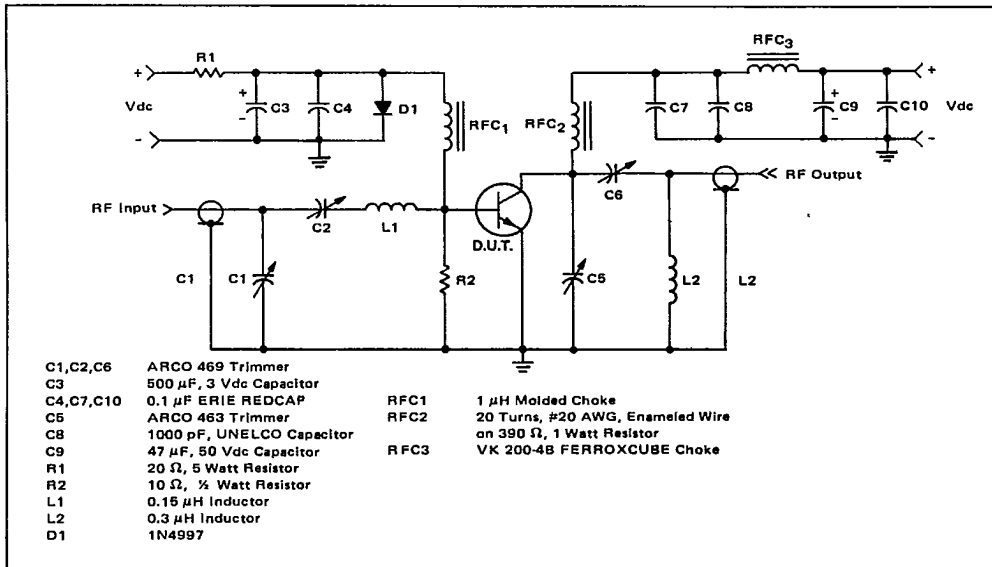 RFC3
R1
+
+
+
+
Vdc
C3
C4
D1
RFC1
RFC2
C7
C8
C9
C10
Vdc
-
-
-
-
C6
RF Output
RF Input
C2
L1
D.U.T.
C1
C1
R2
C5
L2
L2
C1,C2,C6 ARCO 469 Trimmer
C3 500 µF, 3 Vdc Capacitor
C4,C7,C10 0.1 µF ERIE REDCAP
C5 ARCO 463 Trimmer
C8 1000 pF, UNELCO Capacitor
C9 47 µF, 50 Vdc Capacitor
R1 20 Ω, 5 Watt Resistor
R2 10 Ω, ½ Watt Resistor
L1 0.15 µH Inductor
L2 0.3 µH Inductor
D1 1N4997
RFC1 1 µH Molded Choke
RFC2 20 Turns, #20 AWG, Enameled Wire
on 390 Ω, 1 Watt Resistor
RFC3 VK 200-4B FERROXCUBE Choke